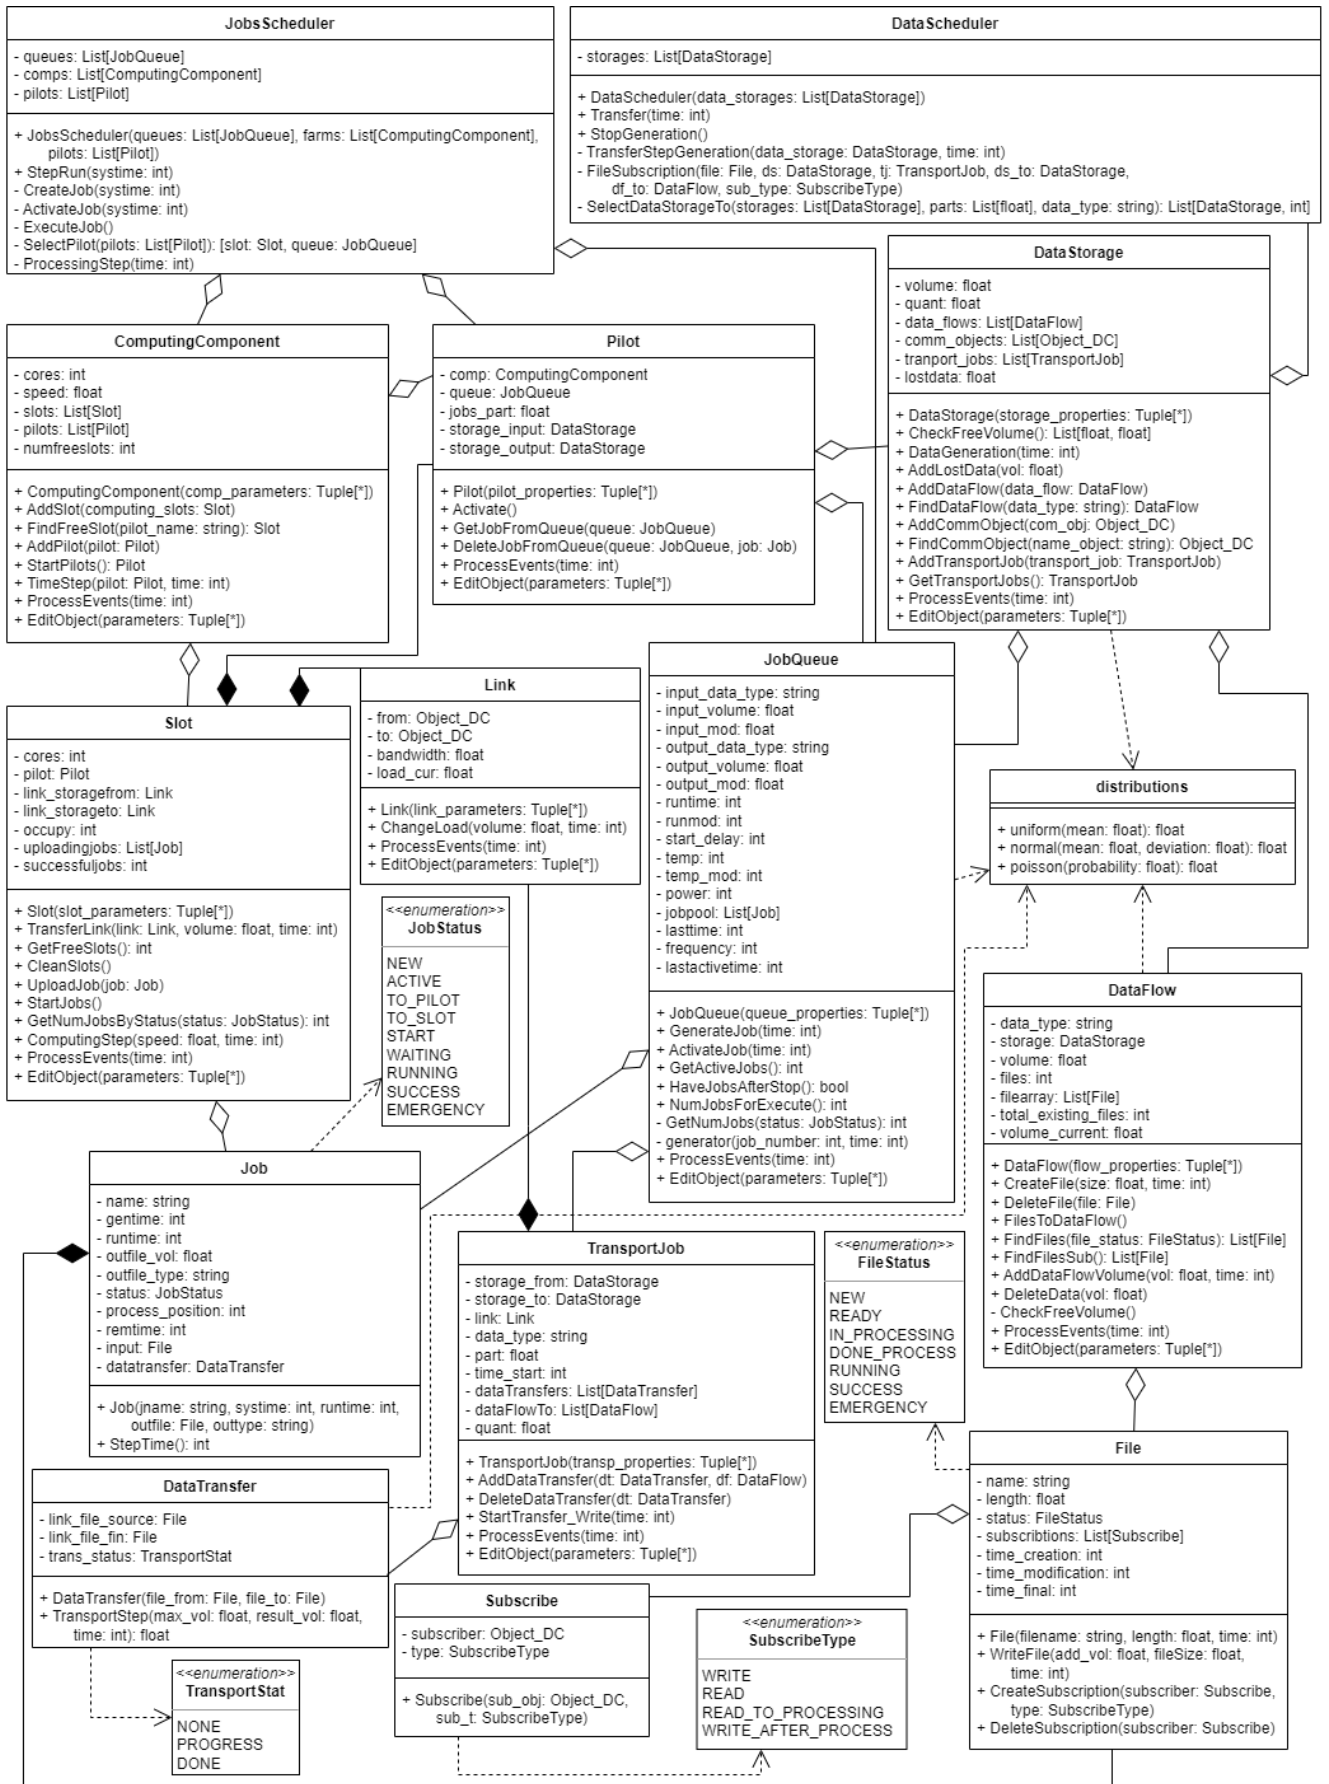 JobsScheduler
- queues: List[JobQueue]
- comps: List[ComputingComponent]
- pilots: List[Pilot]
+ JobsScheduler(queues: List[JobQueue], farms: List[ComputingComponent],
pilots: List[Pilot])
+ StepRun(systime: int)
- CreateJob(systime: int)
- ActivateJob(systime: int)
- ExecuteJob()
- SelectPilot(pilots: List[Pilot]): [slot: Slot, queue: JobQueue]
- ProcessingStep(time: int)
DataScheduler
- storages: List[DataStorage]
+ DataScheduler(data_storages: List[DataStorage])
+ Transfer(time: int)
+ StopGeneration()
- TransferStepGeneration(data_storage: DataStorage, time: int)
- FileSubscription(file: File, ds: DataStorage, tj: TransportJob, ds_to: DataStorage,
df_to: DataFlow, sub_type: SubscribeType)
- SelectDataStorageTo(storages: List[DataStorage], parts: List[float], data_type: string): List[DataStorage, int]
ComputingComponent
- cores: int
- speed: float
- slots: List[Slot]
- pilots: List[Pilot]
- numfreeslots: int
+ ComputingComponent(comp_parameters: Tuple[*])
+ AddSlot(computing_slots: Slot)
+ FindFreeSlot(pilot_name: string): Slot
+ AddPilot(pilot: Pilot)
+ StartPilots(): Pilot
+ TimeStep(pilot: Pilot, time: int)
+ ProcessEvents(time: int)
+ EditObject(parameters: Tuple[*])
Pilot
- comp: ComputingComponent
- queue: JobQueue
- jobs_part: float
- storage_input: DataStorage
- storage_output: DataStorage
+ Pilot(pilot_properties: Tuple[*])
+ Activate()
+ GetJobFromQueue(queue: JobQueue)
+ DeleteJobFromQueue(queue: JobQueue, job: Job)
+ ProcessEvents(time: int)
+ EditObject(parameters: Tuple[*])
DataStorage
- volume: float
- quant: float
- data_flows: List[DataFlow]
- comm_objects: List[Object_DC]
- tranport_jobs: List[TransportJob]
- lostdata: float
+ DataStorage(storage_properties: Tuple[*])
+ CheckFreeVolume(): List[float, float]
+ DataGeneration(time: int)
+ AddLostData(vol: float)
+ AddDataFlow(data_flow: DataFlow)
+ FindDataFlow(data_type: string): DataFlow
+ AddCommObject(com_obj: Object_DC)
+ FindCommObject(name_object: string): Object_DC
+ AddTransportJob(transport_job: TransportJob)
+ GetTransportJobs(): TransportJob
+ ProcessEvents(time: int)
+ EditObject(parameters: Tuple[*])
Slot
- cores: int
- pilot: Pilot
- link_storagefrom: Link
- link_storageto: Link
- occupy: int
- uploadingjobs: List[Job]
- successfuljobs: int
+ Slot(slot_parameters: Tuple[*])
+ TransferLink(link: Link, volume: float, time: int)
+ GetFreeSlots(): int
+ CleanSlots()
+ UploadJob(job: Job)
+ StartJobs()
+ GetNumJobsByStatus(status: JobStatus): int
+ ComputingStep(speed: float, time: int)
+ ProcessEvents(time: int)
+ EditObject(parameters: Tuple[*])
Link
- from: Object_DC
- to: Object_DC
- bandwidth: float
- load_cur: float
+ Link(link_parameters: Tuple[*])
+ ChangeLoad(volume: float, time: int)
+ ProcessEvents(time: int)
+ EditObject(parameters: Tuple[*])
<<enumeration>>
JobStatus
NEW
ACTIVE
TO_PILOT
TO_SLOT
START
WAITING
RUNNING
SUCCESS
EMERGENCY
JobQueue
- input_data_type: string
- input_volume: float
- input_mod: float
- output_data_type: string
- output_volume: float
- output_mod: float
- runtime: int
- runmod: int
- start_delay: int
- temp: int
- temp_mod: int
- power: int
- jobpool: List[Job]
- lasttime: int
- frequency: int
- lastactivetime: int
+ JobQueue(queue_properties: Tuple[*])
+ GenerateJob(time: int)
+ ActivateJob(time: int)
+ GetActiveJobs(): int
+ HaveJobsAfterStop(): bool
+ NumJobsForExecute(): int
- GetNumJobs(status: JobStatus): int
- generator(job_number: int, time: int)
+ ProcessEvents(time: int)
+ EditObject(parameters: Tuple[*])
distributions
+ uniform(mean: float): float
+ normal(mean: float, deviation: float): float
+ poisson(probability: float): float
DataFlow
- data_type: string
- storage: DataStorage
- volume: float
- files: int
- filearray: List[File]
- total_existing_files: int
- volume_current: float
+ DataFlow(flow_properties: Tuple[*])
+ CreateFile(size: float, time: int)
+ DeleteFile(file: File)
+ FilesToDataFlow()
+ FindFiles(file_status: FileStatus): List[File]
+ FindFilesSub(): List[File]
+ AddDataFlowVolume(vol: float, time: int)
+ DeleteData(vol: float)
- CheckFreeVolume()
+ ProcessEvents(time: int)
+ EditObject(parameters: Tuple[*])
Job
- name: string
- gentime: int
- runtime: int
- outfile_vol: float
- outfile_type: string
- status: JobStatus
- process_position: int
- remtime: int
- input: File
- datatransfer: DataTransfer
+ Job(jname: string, systime: int, runtime: int,
outfile: File, outtype: string)
+ StepTime(): int
TransportJob
- storage_from: DataStorage
- storage_to: DataStorage
- link: Link
- data_type: string
- part: float
- time_start: int
- dataTransfers: List[DataTransfer]
- dataFlowTo: List[DataFlow]
- quant: float
+ TransportJob(transp_properties: Tuple[*])
+ AddDataTransfer(dt: DataTransfer, df: DataFlow)
+ DeleteDataTransfer(dt: DataTransfer)
+ StartTransfer_Write(time: int)
+ ProcessEvents(time: int)
+ EditObject(parameters: Tuple[*])
<<enumeration>>
FileStatus
NEW
READY
IN_PROCESSING
DONE_PROCESS
RUNNING
SUCCESS
EMERGENCY
File
- name: string
- length: float
- status: FileStatus
- subscribtions: List[Subscribe]
- time_creation: int
- time_modification: int
- time_final: int
+ File(filename: string, length: float, time: int)
+ WriteFile(add_vol: float, fileSize: float,
time: int)
+ CreateSubscription(subscriber: Subscribe,
type: SubscribeType)
+ DeleteSubscription(subscriber: Subscribe)
DataTransfer
- link_file_source: File
- link_file_fin: File
- trans_status: TransportStat
+ DataTransfer(file_from: File, file_to: File)
+ TransportStep(max_vol: float, result_vol: float,
time: int): float
Subscribe
- subscriber: Object_DC
- type: SubscribeType
+ Subscribe(sub_obj: Object_DC,
sub_t: SubscribeType)
<<enumeration>>
SubscribeType
WRITE
READ
READ_TO_PROCESSING
WRITE_AFTER_PROCESS
<<enumeration>>
TransportStat
NONE
PROGRESS
DONE